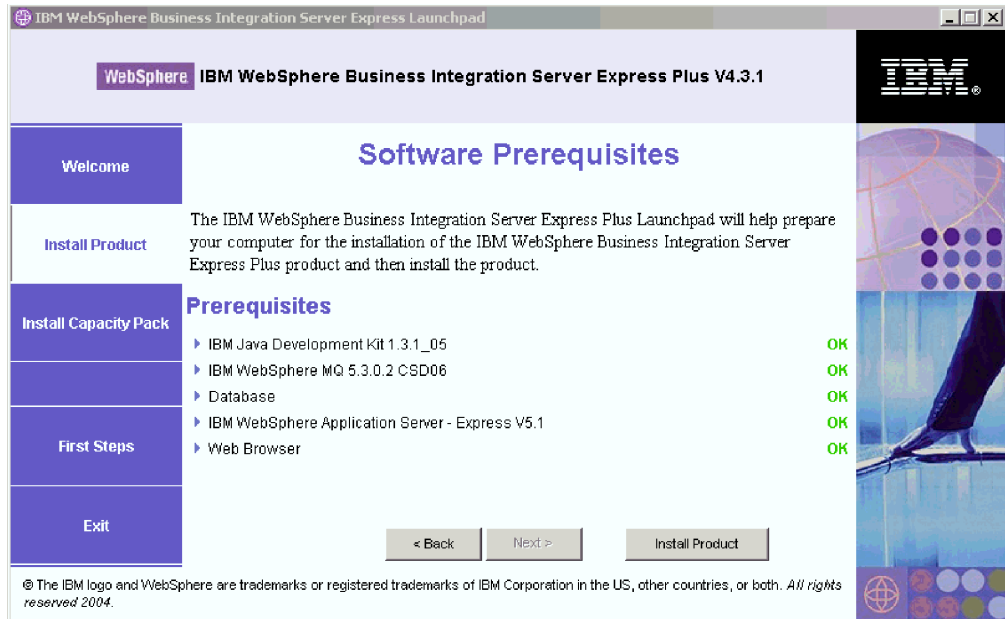 IBM WebSphere Business Integration Server Express Launchpad
WebSphere. IBM WebSphere Business Integration Server Express Plus V4.3.1
IBM®
Welcome
Install Product
Install Capacity Pack
First Steps
Exit
Software Prerequisites
The IBM WebSphere Business Integration Server Express Plus Launchpad will help prepare
your computer for the installation of the IBM WebSphere Business Integration Server
Express Plus product and then install the product.
Prerequisites
IBM Java Development Kit 1.3.1_05 OK
IBM WebSphere MQ 5.3.0.2 CSD06 OK
Database OK
IBM WebSphere Application Server - Express V5.1 OK
Web Browser OK
< Back Next > Install Product
® The IBM logo and WebSphere are trademarks or registered trademarks of IBM Corporation in the US, other countries, or both. All rights
reserved 2004.